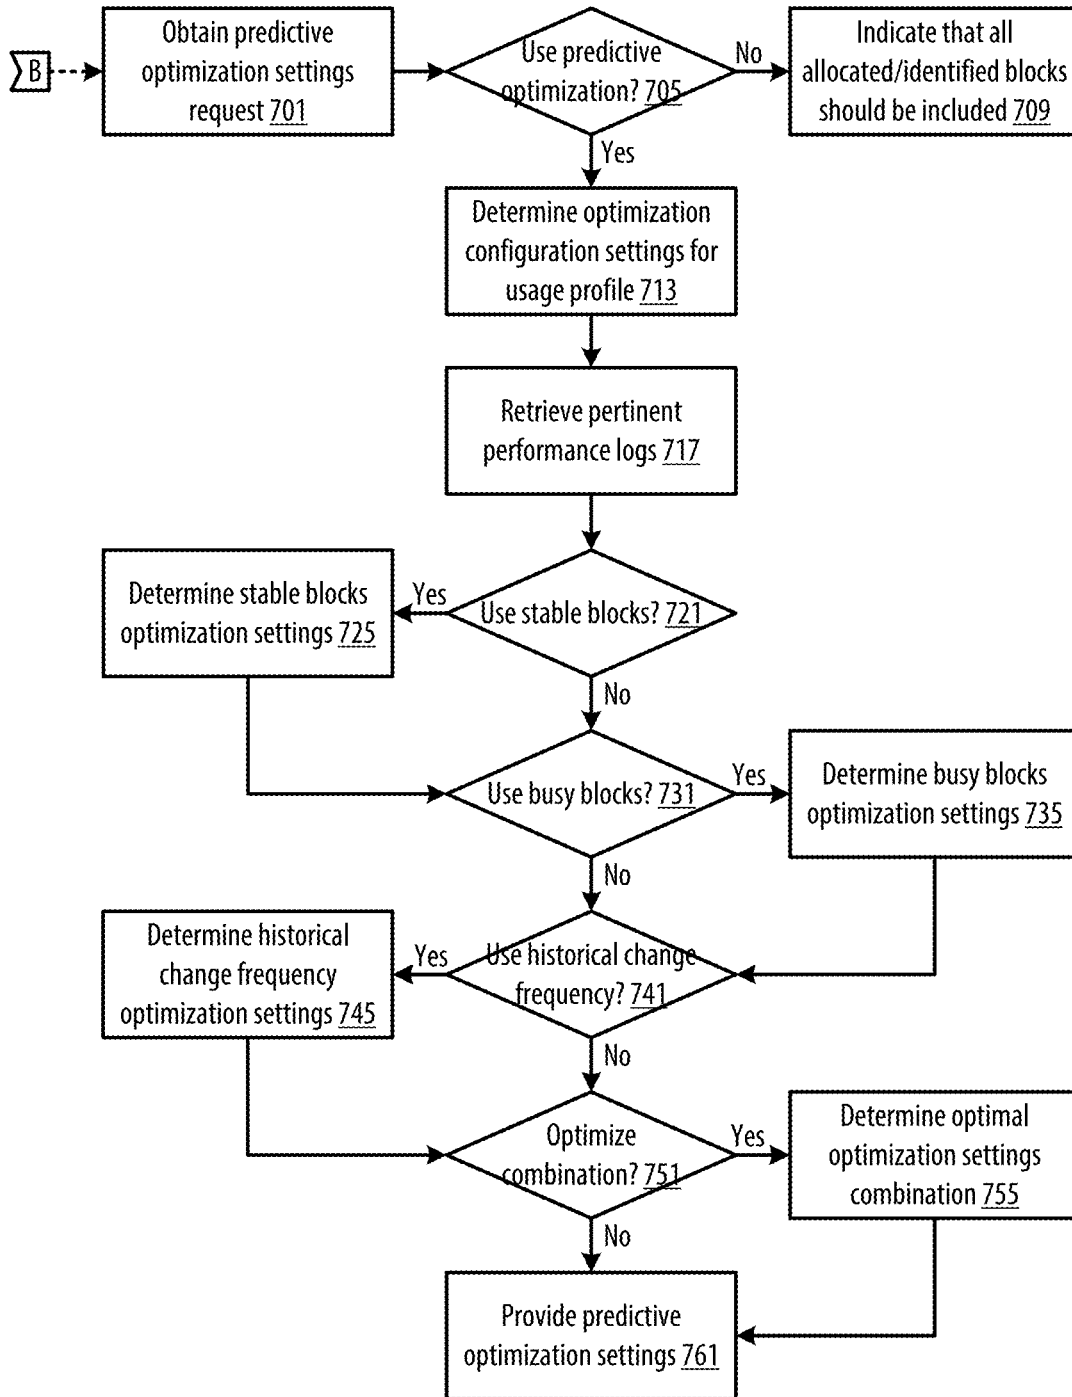 B
Obtain predictive
optimization settings
request 701
Use predictive
optimization? 705
No
Indicate that all
allocated/identified blocks
should be included 709
Yes
Determine optimization
configuration settings for
usage profile 713
Retrieve pertinent
performance logs 717
Determine stable blocks
optimization settings 725
Yes
Use stable blocks? 721
No
Use busy blocks? 731
Yes
Determine busy blocks
optimization settings 735
No
Determine historical
change frequency
optimization settings 745
Yes
Use historical change
frequency? 741
No
Optimize
combination? 751
Yes
Determine optimal
optimization settings
combination 755
No
Provide predictive
optimization settings 761